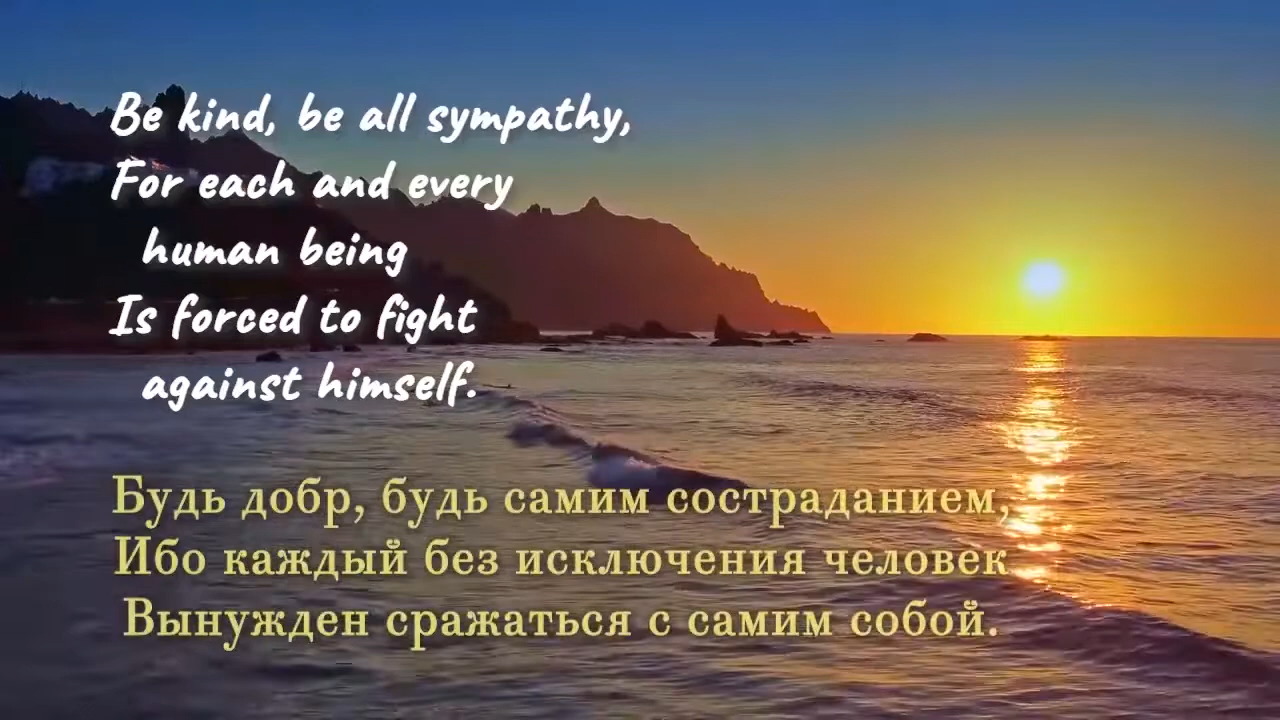 Be kind, be all sympathy,
For each and every
human being
Is forced to fight
against himself.
Будь добр, будь самим состраданием,
Ибо каждый без исключения человек
Вынужден сражаться с самим собой.